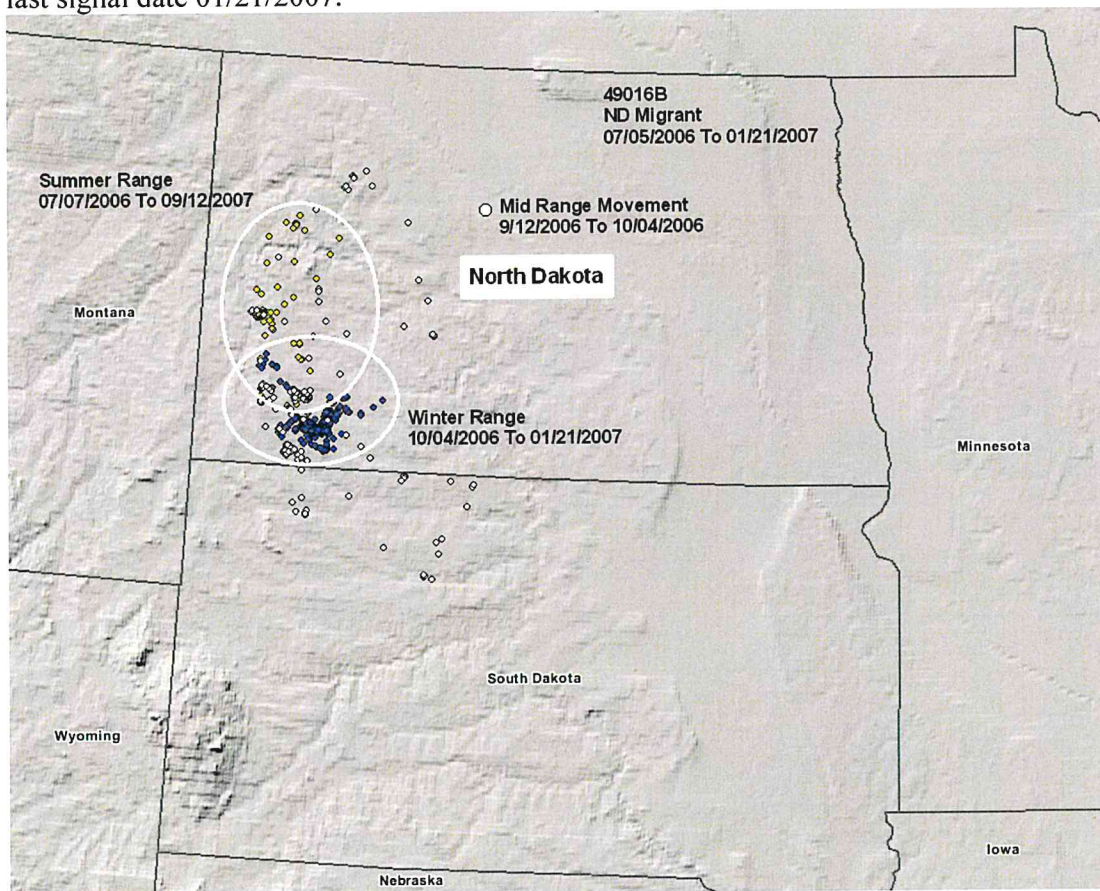 last signal date 01/21/2007.
49016B
ND Migrant
07/05/2006 To 01/21/2007
Summer Range
07/07/2006 To 09/12/2007
Mid Range Movement
9/12/2006 To 10/04/2006
North Dakota
Montana
Winter Range
10/04/2006 To 01/21/2007
Minnesota
South Dakota
Wyoming
Iowa
Nebraska